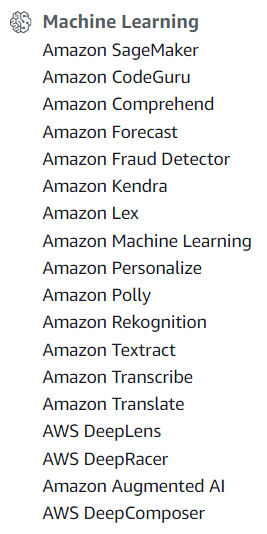 Machine Learning
Amazon SageMaker
Amazon CodeGuru
Amazon Comprehend
Amazon Forecast
Amazon Fraud Detector
Amazon Kendra
Amazon Lex
Amazon Machine Learning
Amazon Personalize
Amazon Polly
Amazon Rekognition
Amazon Textract
Amazon Transcribe
Amazon Translate
AWS DeepLens
AWS DeepRacer
Amazon Augmented AI
AWS DeepComposer